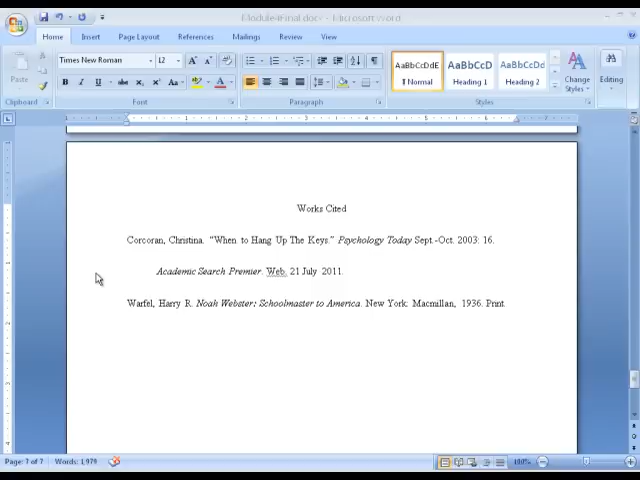 Module4Final.docx - Microsoft Word
Home Insert Page Layout References Mailings Review View
Times New Roman 12
Paste
B I U abc Aa
AaBbCcDdE AaBbCcD AaBbCcDd
¶ Normal Heading 1 Heading 2
Change Styles
Editing
Clipboard Font Paragraph Styles
Works Cited
Corcoran, Christina. "When to Hang Up The Keys." Psychology Today Sept.-Oct. 2003: 16.
Academic Search Premier. Web. 21 July 2011.
Warfel, Harry R. Noah Webster: Schoolmaster to America. New York: Macmillan, 1936. Print.
Page: 7 of 7 Words: 1,979 100%